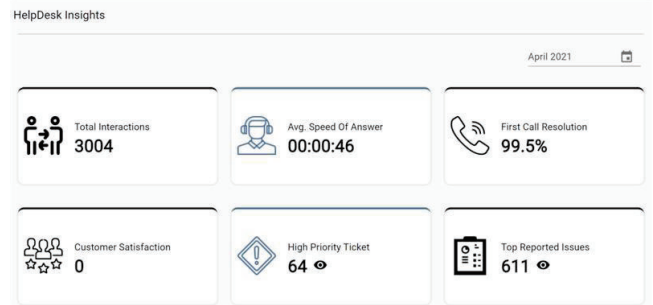 HelpDesk Insights
April 2021
Total Interactions
3004
Avg. Speed Of Answer
00:00:46
First Call Resolution
99.5%
Customer Satisfaction
0
High Priority Ticket
64
Top Reported Issues
611